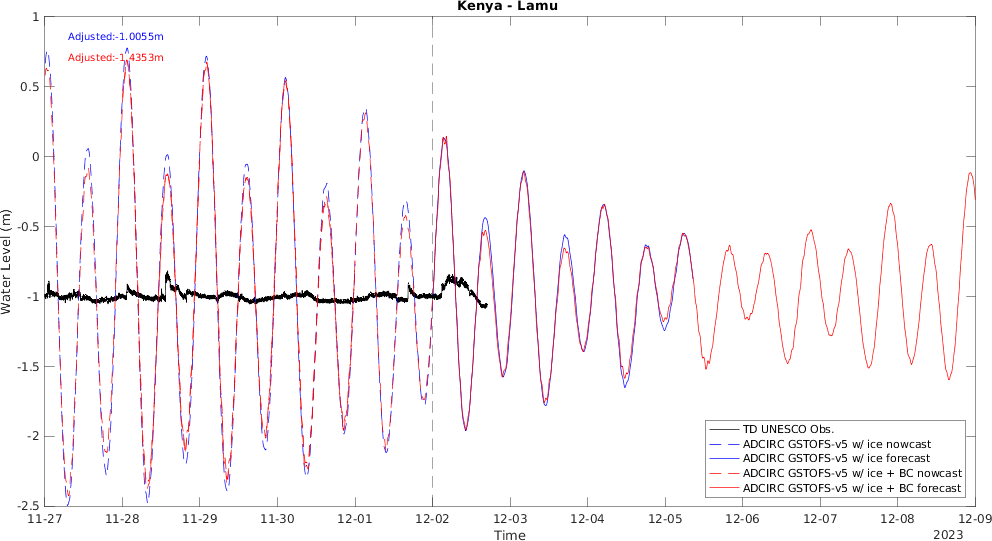 Kenya - Lamu
Adjusted:-1.0055m
Adjusted:-1.4353m
Water Level (m)
1
0.5
0
-0.5
-1
-1.5
-2
-2.5
11-27
11-28
11-29
11-30
12-01
12-02
12-03
12-04
12-05
12-06
12-07
12-08
12-09
Time
2023
TD UNESCO Obs.
ADCIRC GSTOFS-v5 w/ ice nowcast
ADCIRC GSTOFS-v5 w/ ice forecast
ADCIRC GSTOFS-v5 w/ ice + BC nowcast
ADCIRC GSTOFS-v5 w/ ice + BC forecast